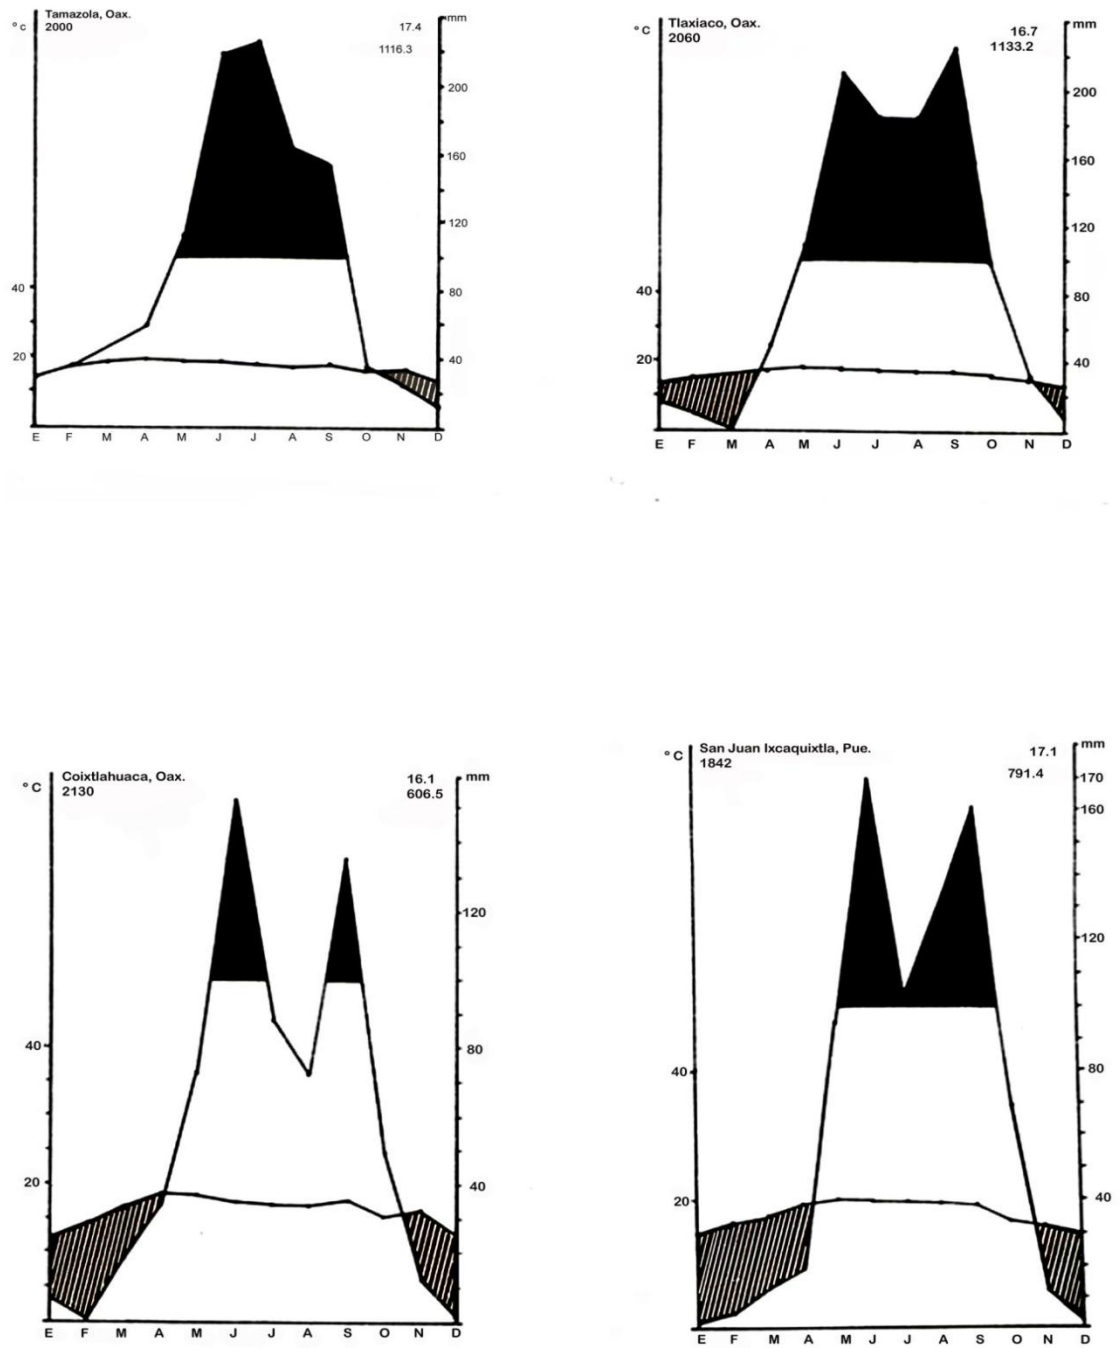 °c
Tamazola, Oax.
2000
17.4
1116.3
mm
200
160
120
80
40
40
20
E F M A M J J A S O N D
°C
Tlaxiaco, Oax.
2060
16.7
1133.2
mm
200
160
120
80
40
40
20
E F M A M J J A S O N D
°C
Coixtlahuaca, Oax.
2130
16.1
606.5
mm
120
80
40
40
20
E F M A M J J A S O N D
°C
San Juan Ixcaquixtla, Pue.
1842
17.1
791.4
mm
170
160
120
80
40
40
20
E F M A M J J A S O N D